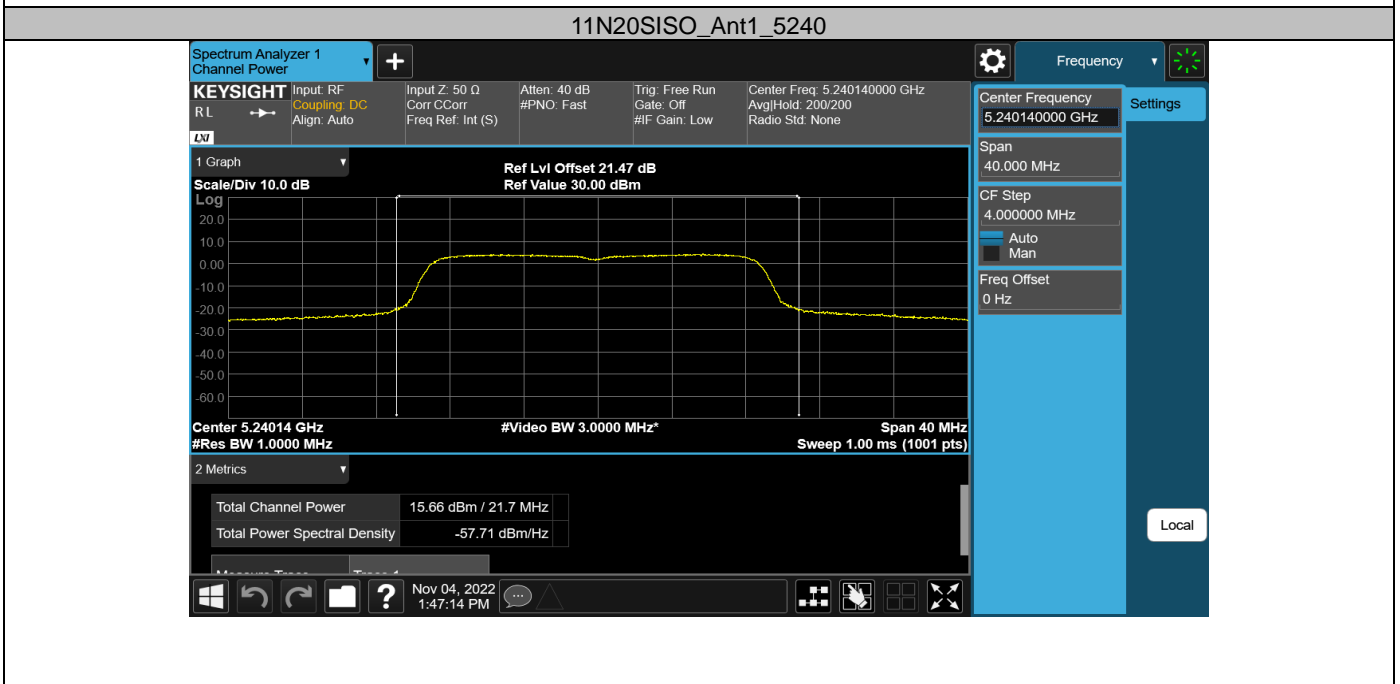 11N20SISO_Ant1_5240
Spectrum Analyzer 1
Channel Power
Frequency
KEYSIGHT
R L
LXI
Input: RF
Coupling: DC
Align: Auto
Input Z: 50 Ω
Corr CCorr
Freq Ref: Int (S)
Atten: 40 dB
#PNO: Fast
Trig: Free Run
Gate: Off
#IF Gain: Low
Center Freq: 5.240140000 GHz
Avg|Hold: 200/200
Radio Std: None
Center Frequency
5.240140000 GHz
Settings
Span
40.000 MHz
CF Step
4.000000 MHz
Auto
Man
Freq Offset
0 Hz
1 Graph
Scale/Div 10.0 dB
Ref Lvl Offset 21.47 dB
Ref Value 30.00 dBm
Log
20.0
10.0
0.00
-10.0
-20.0
-30.0
-40.0
-50.0
-60.0
Center 5.24014 GHz
#Video BW 3.0000 MHz*
Span 40 MHz
#Res BW 1.0000 MHz
Sweep 1.00 ms (1001 pts)
2 Metrics
Total Channel Power 15.66 dBm / 21.7 MHz
Total Power Spectral Density -57.71 dBm/Hz
Local
?
Nov 04, 2022
1:47:14 PM